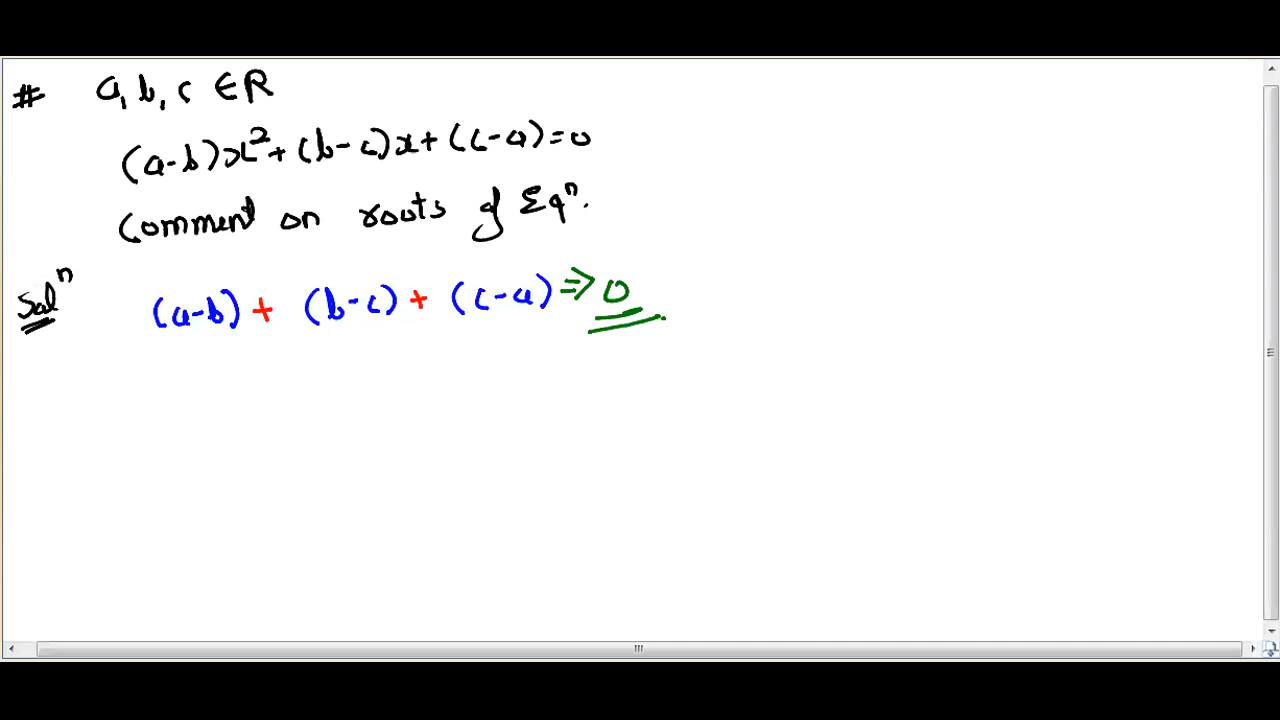 # a, b, c ∈ R
(a-b)x²+(b-c)x+(c-a)=0
Comment on roots of Eqⁿ.
Solⁿ (a-b) + (b-c) + (c-a) ⇒ 0